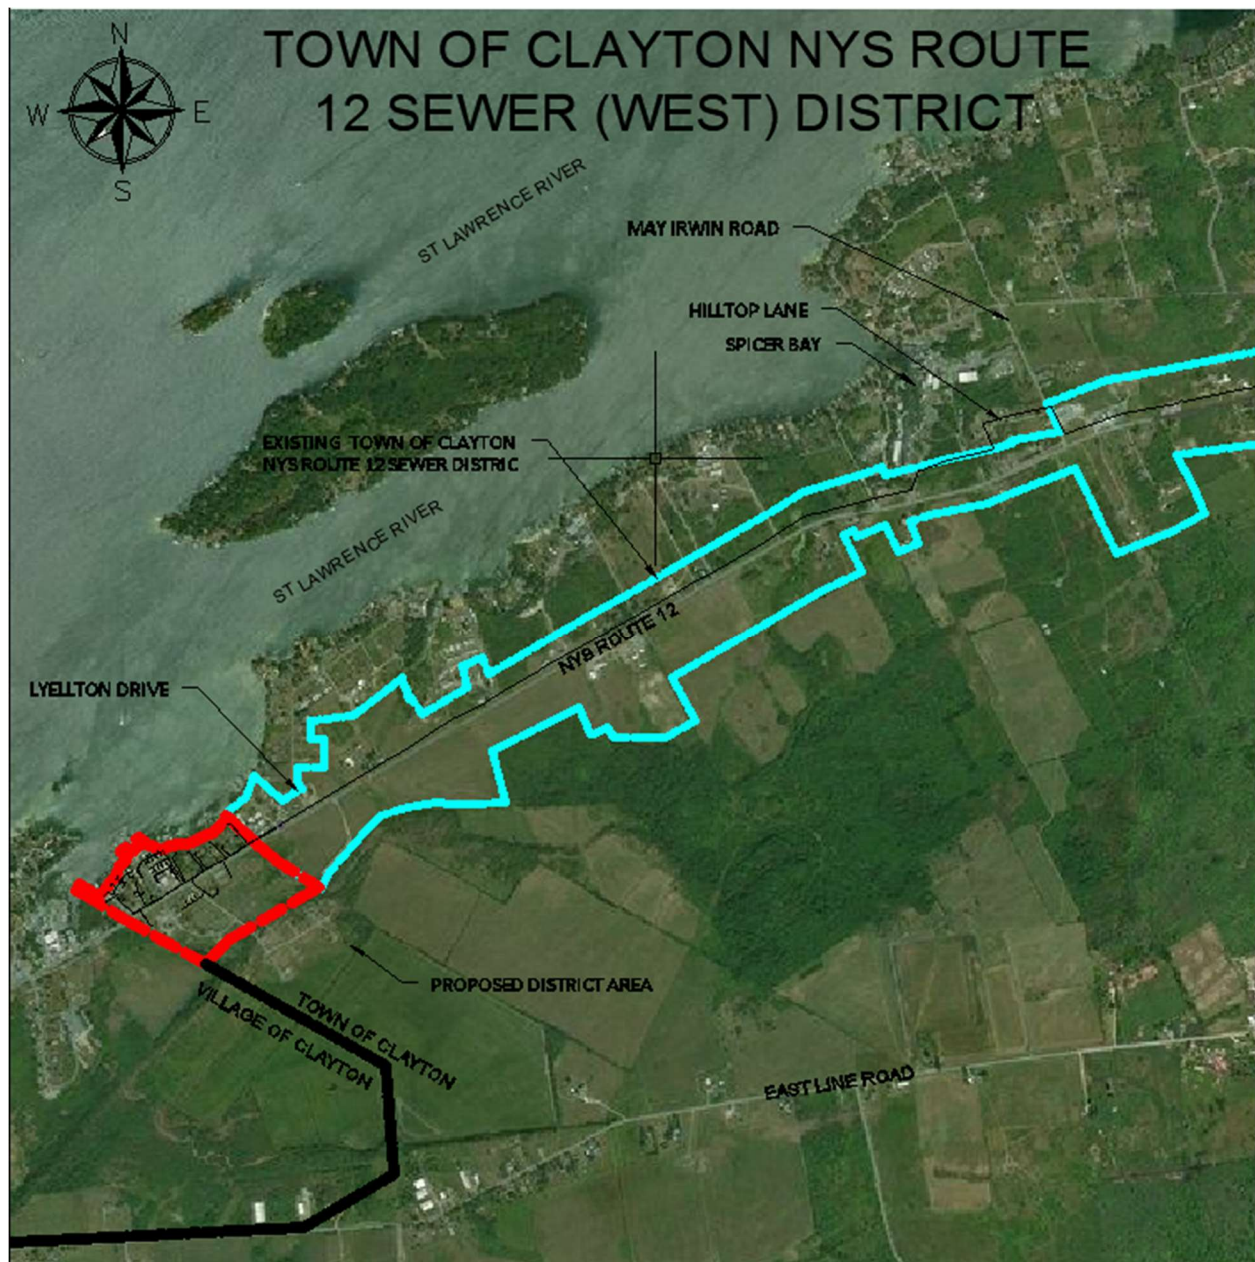 N
TOWN OF CLAYTON NYS ROUTE
12 SEWER (WEST) DISTRICT
W
E
S
ST LAWRENCE RIVER
MAY IRWIN ROAD
HILLTOP LANE
SPICER BAY
EXISTING TOWN OF CLAYTON
NYS ROUTE 12 SEWER DISTRIC
ST LAWRENCE RIVER
NYS ROUTE 12
LYELLTON DRIVE
PROPOSED DISTRICT AREA
TOWN OF CLAYTON
VILLAGE OF CLAYTON
EAST LINE ROAD